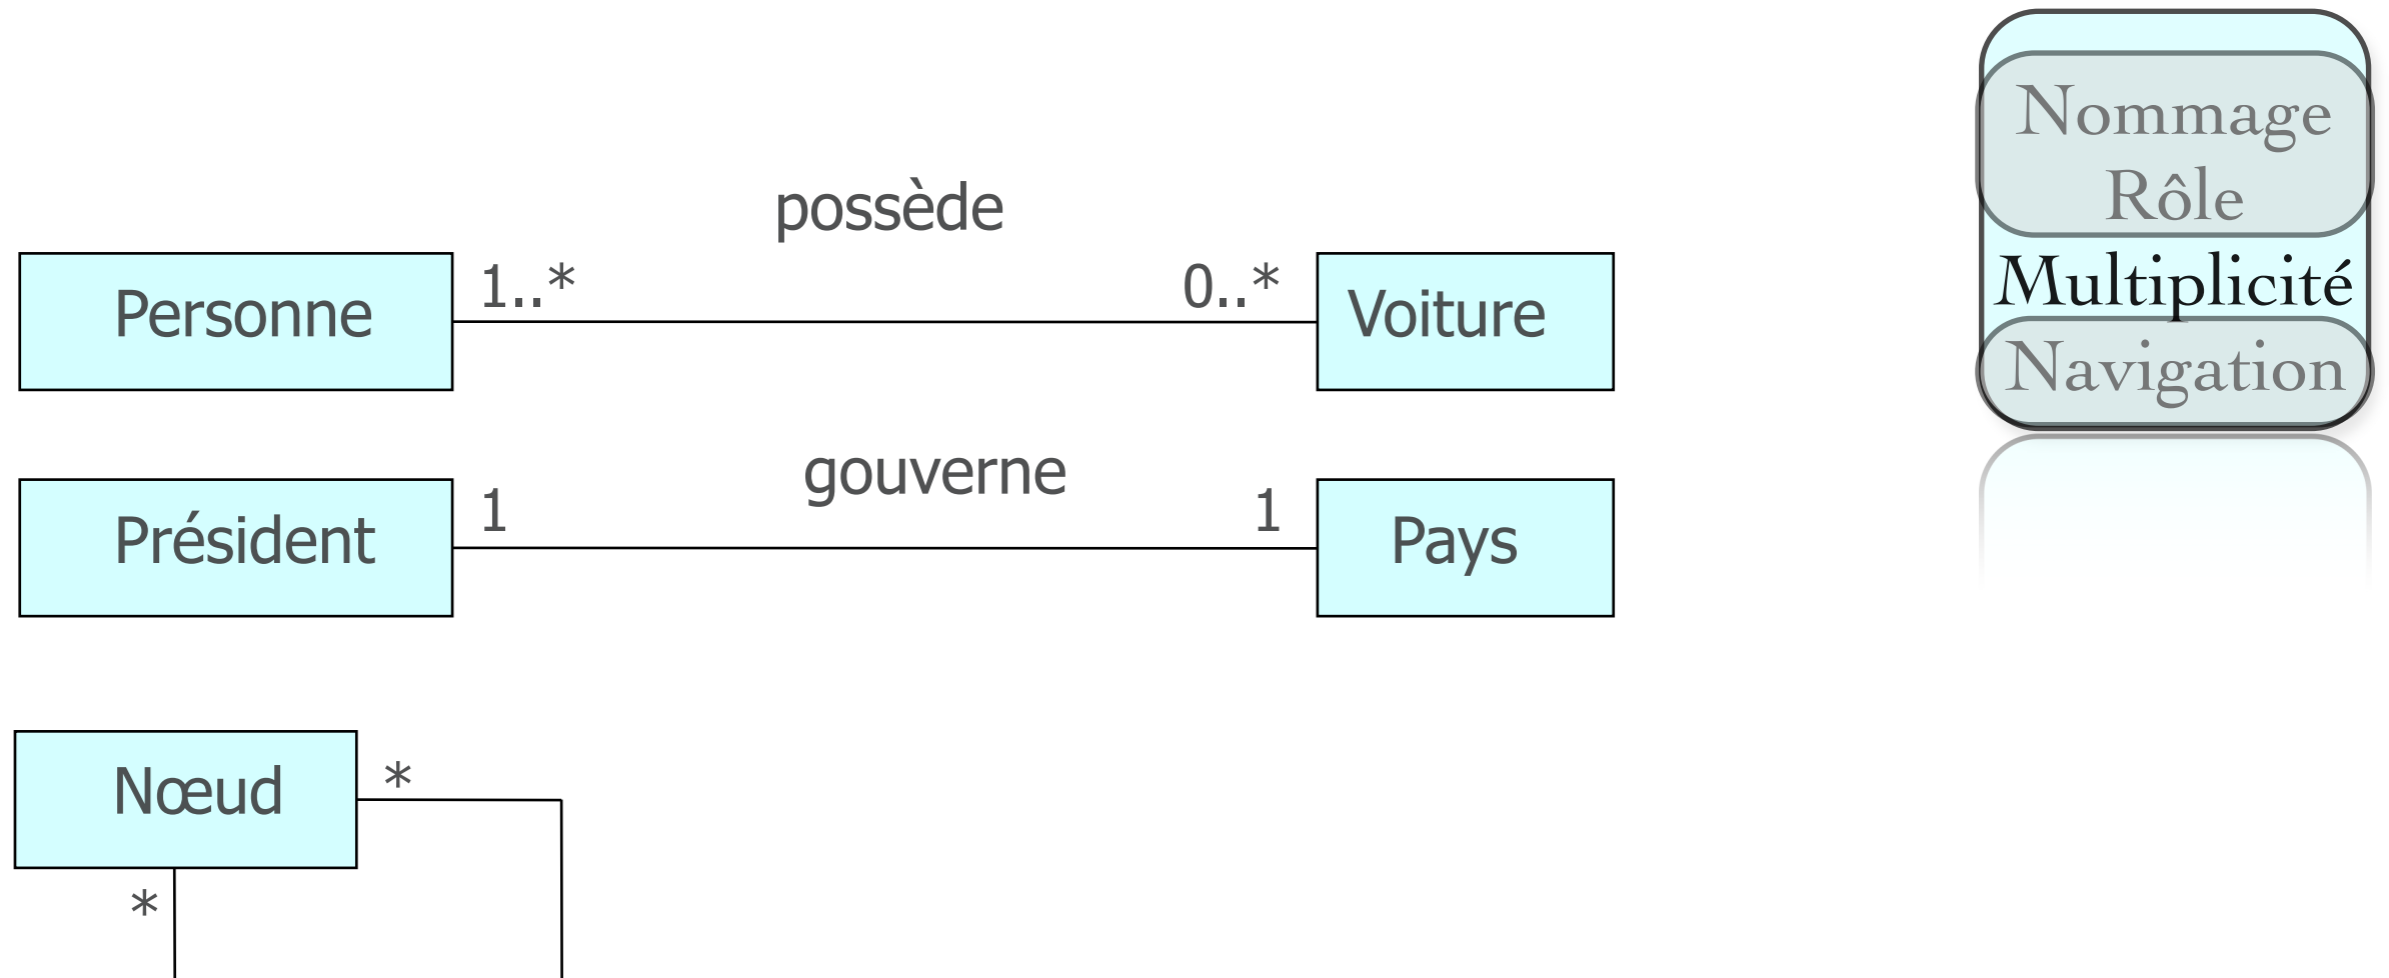 possède
Personne 1..* 0..* Voiture
gouverne
Président 1 1 Pays
Nœud *
*
Nommage
Rôle
Multiplicité
Navigation